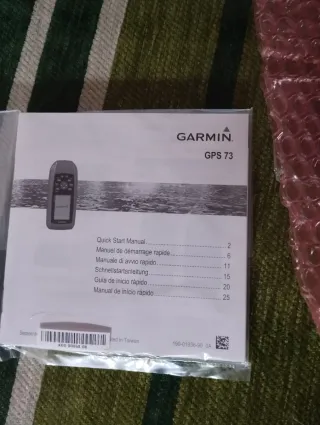 GARMIN
GPS 73
Quick Start Manual 2
Manuel de démarrage rapide 6
Manuale di avvio rapido 11
Schnellstartanleitung 15
Guía de inicio rápido 20
Manual de início rápido 25